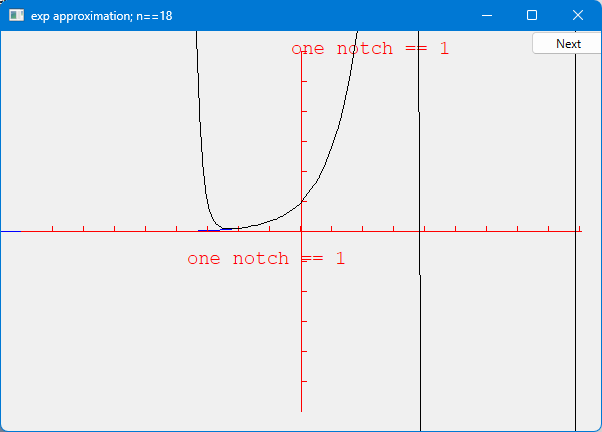 exp approximation; n==18
one notch == 1
Next
one notch == 1